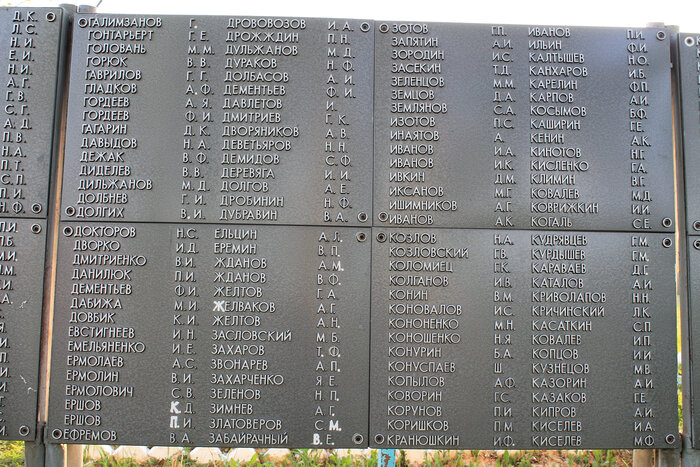 Д.К.
Л.С.
Н.И
Е.И
Н.И
А.Г.
Г.В
С.Г.
О.Д.
В.П
С.А.
П.Т.
С.П
И.П
ГАЛИМЗАНОВ Г. ДРОВОВОЗОВ И.А
ГОНТАРЬЕРТ Г.Е ДРОЖЖДИН П.Н.
ГОЛОВАНЬ М.М ДУЛЬЖАНОВ М.Д
ГОРЮК В.В ДУРАКОВ Н.Ф.
ГАВРИЛОВ Г.Г ДОЛБАСОВ А.И
ГЛАДКОВ А.Ф ДЕМЕНТЬЕВ Ф.И.
ГОРДЕЕВ А.Я ДАВЛЕТОВ И.
ГОРДЕЕВ Ф.И ДМИТРИЕВ Г.К.
ГАГАРИН Д.К ДВОРЯНИКОВ А.В
ДАВЫДОВ Н.А ДЕВЕТЬЯРОВ Н.Н
ДЕЖАК В.Ф ДЕМИДОВ С.Ф
ДИДЕЛЕВ В.В ДЕРЕВЯГА И.
ДИЛЬЖАНОВ М.Д ДОЛГОВ А.Е.
ДОЛБНЕВ Г.И ДРОБИНИН Н.Ф
ДОЛГИХ В.И ДУБРАВИН В.А
ЗОТОВ Г.П. ИВАНОВ П.И.
ЗАПЯТИН А.И ИЛЬИН Ф.И
ЗОРОДИН И.С КАЛТЫШЕВ Н.О.
ЗАСЕКИН Т.Д. КАНХАРОВ И.Б
ЗЕЛЕНЦОВ М.М. КАРЕЛИН Ф.П
ЗЕМЦОВ Д.А КАРПОВ А.И
ЗЕМЛЯНОВ С.А КОСЫМОВ Б.Ф.
ИЗОТОВ П.С. КАШИРИН Г.Е.
ИНАЯТОВ А. КЕНИН А.К
ИВАНОВ И.А КИНОТОВ Н.Г.
ИВАНОВ И.К КИСЛЕНКО Г.А.
ИВКИН Д.М КЛИМИН В.Г.
ИКСАНОВ М.Г КОВАЛЕВ М.Д
ИШИМНИКОВ А.Г КОВРИЖКИН И.И
ИВАНОВ А.К КОГАЛЬ С.Е.
ДОКТОРОВ Н.С ЕЛЬЦИН А.Л
ДВОРКО И.Д ЕРЕМИН В.П
ДМИТРИЕНКО В.И ЖДАНОВ А.М.
ДАНИЛЮК П.И ЖДАНОВ В.Ф
ДЕМЕНТЬЕВ Ф.И ЖЕЛТОВ Г.А.
ДАБИЖА М.И ЖЕЛВАКОВ А.Г
ДОВБИК К.И ЖЕЛТОВ А.Н.
ЕВСТИГНЕЕВ И.Н ЗАСЛОВСКИЙ М.Б
ЕМЕЛЬЯНЕНКО И.Е ЗАХАРОВ Т.Ф.
ЕРМОЛАЕВ А.С ЗВОНАРЕВ А.П
ЕРМОЛИН В.И ЗАХАРЧЕНКО Я.Е
ЕРМОЛОВИЧ С.В ЗЕЛЕНОВ Н.П
ЕРШОВ К.Д ЗИМНЕВ А.Г
ЕРШОВ П.И ЗЛАТОВЕРОВ С.М
ЕФРЕМОВ В.А ЗАБАЙРАЧНЫЙ В.Е
КОЗЛОВ Н.А КУДРЯВЦЕВ Г.М.
КОЗЛОВСКИЙ Г.В. КУРДЫШЕВ Г.М.
КОЛОМИЕЦ Г.К. КАРАВАЕВ Д.Г.
КОЛГАНОВ И.В КАТАЛОВ А.И
КОНИН В.М КРИВОЛАПОВ Н.Н
КОНОВАЛОВ И.С КРИЧИНСКИЙ Л.К
КОНОНЕНКО М.Н КАСАТКИН С.П
КОНОШЕНКО Н.Я КОВАЛЕВ И.П
КОНУРИН Б.А КОПЦОВ И.И
КОНУСПАЕВ Ш КУЗНЕЦОВ М.В
КОПЫЛОВ А.Ф КАЗОРИН А.И
КОВОРИН Г.С. КАЗАКОВ Г.Е.
КОРУНОВ П.И КИПРОВ А.И
КОРИШКОВ П.М КИСЕЛЕВ А.И
КРАНЮШКИН И.Ф КИСЕЛЕВ М.Ф